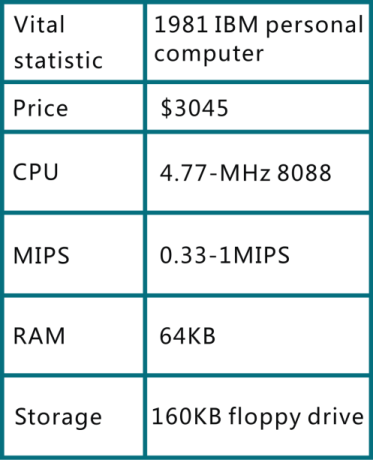 Vital statistic
1981 IBM personal computer
Price
$3045
CPU
4.77-MHz 8088
MIPS
0.33-1MIPS
RAM
64KB
Storage
160KB floppy drive